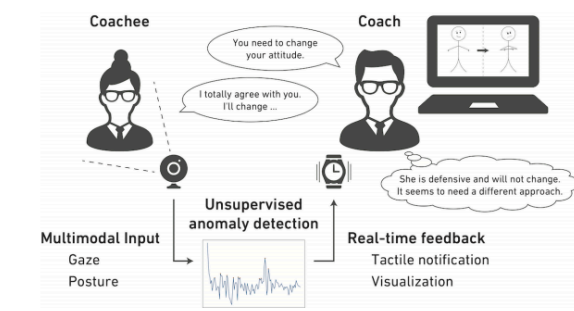 Coachee
Coach
You need to change
your attitude.
I totally agree with you.
I'll change ...
She is defensive and will not change.
It seems to need a different approach.
Unsupervised
anomaly detection
Multimodal Input
Gaze
Posture
Real-time feedback
Tactile notification
Visualization